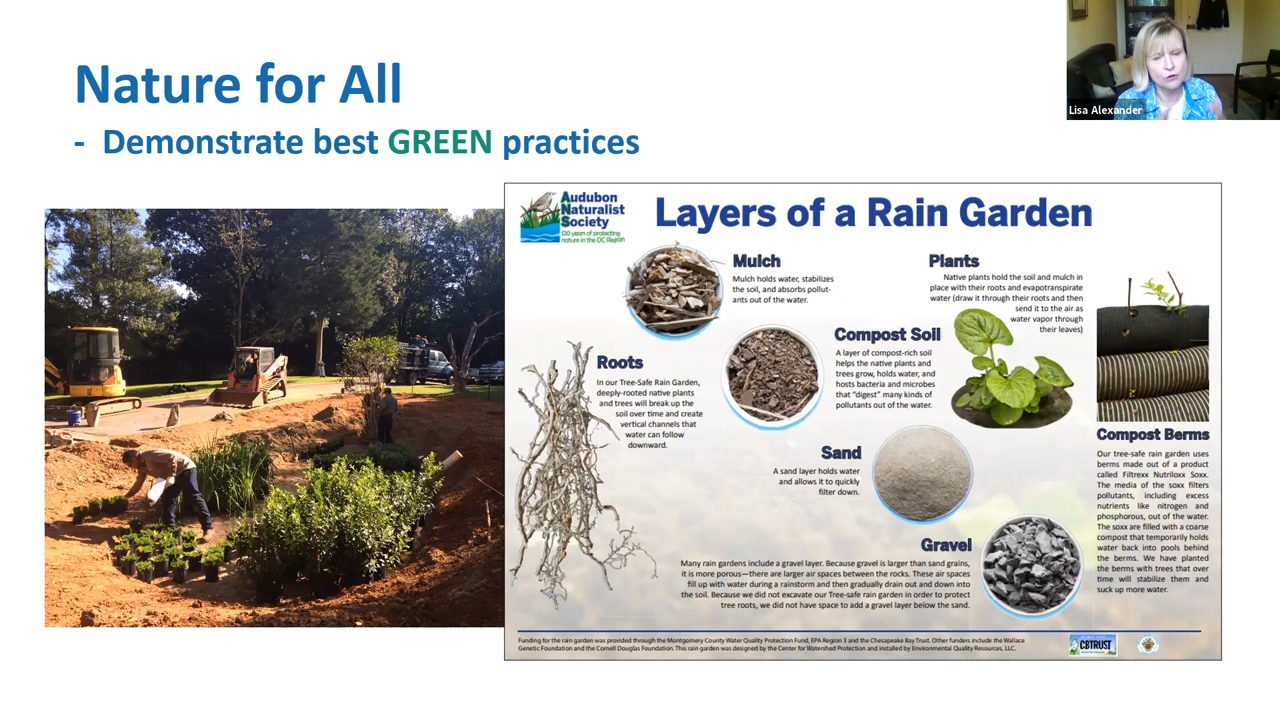 Nature for All
- Demonstrate best GREEN practices
Lisa Alexander
Audubon
Naturalist
Society
120 years of protecting
nature in the DC Region
Layers of a Rain Garden
Mulch
Mulch holds water, stabilizes
the soil, and absorbs pollut-
ants out of the water.
Plants
Native plants hold the soil and mulch in
place with their roots and evapotranspirate
water (draw it through their roots and then
send it to the air as
water vapor through
their leaves)
Compost Soil
A layer of compost-rich soil
helps the native plants and
trees grow, holds water, and
hosts bacteria and microbes
that “digest” many kinds of
pollutants out of the water.
Roots
In our Tree-Safe Rain Garden,
deeply-rooted native plants
and trees will break up the
soil over time and create
vertical channels that
water can follow
downward.
Sand
A sand layer holds water
and allows it to quickly
filter down.
Compost Berms
Our tree-safe rain garden uses
berms made out of a product
called Filtrexx Nutriloxx Soxx.
The media of the soxx filters
pollutants, including excess
nutrients like nitrogen and
phosphorous, out of the water.
The soxx are filled with a coarse
compost that temporarily holds
water back into pools behind
the berms. We have planted
the berms with trees that over
time will stabilize them and
suck up more water.
Gravel
Many rain gardens include a gravel layer. Because gravel is larger than sand grains,
it is more porous—there are larger air spaces between the rocks. These air spaces
fill up with water during a rainstorm and then gradually drain out and down into
the soil. Because we did not excavate our Tree-safe rain garden in order to protect
tree roots, we did not have space to add a gravel layer below the sand.
Funding for the rain garden was provided through the Montgomery County Water Quality Protection Fund, EPA Region 3 and the Chesapeake Bay Trust. Other funders include the Wallace
Genetic Foundation and the Cornell Douglas Foundation. This rain garden was designed by the Center for Watershed Protection and installed by Environmental Quality Resources, LLC.
CBTRUST